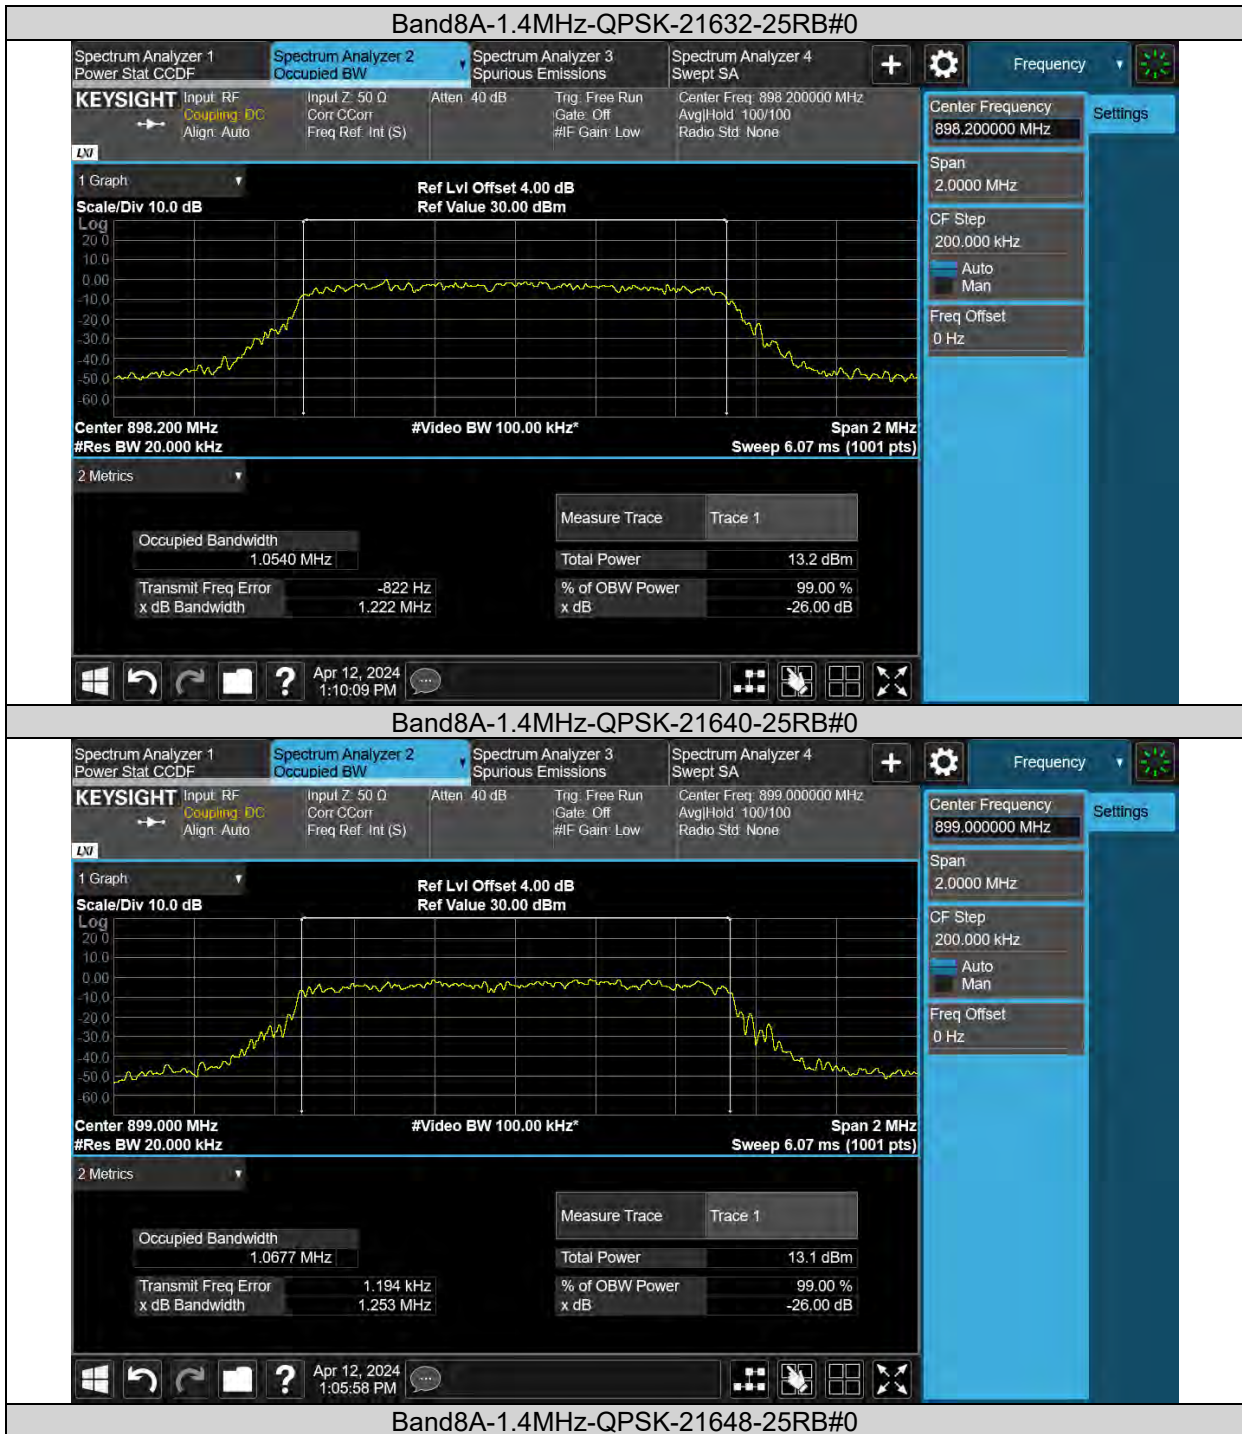 Band8A-1.4MHz-QPSK-21632-25RB#0
Spectrum Analyzer 1
Power Stat CCDF
Spectrum Analyzer 2
Occupied BW
Spectrum Analyzer 3
Spurious Emissions
Spectrum Analyzer 4
Swept SA
Frequency
KEYSIGHT
Input: RF
Coupling: DC
Align: Auto
Input Z: 50 Ω
Corr CCorr
Freq Ref: Int (S)
Atten: 40 dB
Trig: Free Run
Gate: Off
#IF Gain: Low
Center Freq: 898.200000 MHz
Avg|Hold: 100/100
Radio Std: None
LXI
Center Frequency
898.200000 MHz
Settings
Span
2.0000 MHz
CF Step
200.000 kHz
Auto
Man
Freq Offset
0 Hz
1 Graph
Scale/Div 10.0 dB
Ref Lvl Offset 4.00 dB
Ref Value 30.00 dBm
Log
20.0
10.0
0.00
-10.0
-20.0
-30.0
-40.0
-50.0
-60.0
Center 898.200 MHz
#Res BW 20.000 kHz
#Video BW 100.00 kHz*
Span 2 MHz
Sweep 6.07 ms (1001 pts)
2 Metrics
Occupied Bandwidth
1.0540 MHz
Transmit Freq Error -822 Hz
x dB Bandwidth 1.222 MHz
Measure Trace Trace 1
Total Power 13.2 dBm
% of OBW Power 99.00 %
x dB -26.00 dB
?
Apr 12, 2024
1:10:09 PM
Band8A-1.4MHz-QPSK-21640-25RB#0
Spectrum Analyzer 1
Power Stat CCDF
Spectrum Analyzer 2
Occupied BW
Spectrum Analyzer 3
Spurious Emissions
Spectrum Analyzer 4
Swept SA
Frequency
KEYSIGHT
Input: RF
Coupling: DC
Align: Auto
Input Z: 50 Ω
Corr CCorr
Freq Ref: Int (S)
Atten: 40 dB
Trig: Free Run
Gate: Off
#IF Gain: Low
Center Freq: 899.000000 MHz
Avg|Hold: 100/100
Radio Std: None
LXI
Center Frequency
899.000000 MHz
Settings
Span
2.0000 MHz
CF Step
200.000 kHz
Auto
Man
Freq Offset
0 Hz
1 Graph
Scale/Div 10.0 dB
Ref Lvl Offset 4.00 dB
Ref Value 30.00 dBm
Log
20.0
10.0
0.00
-10.0
-20.0
-30.0
-40.0
-50.0
-60.0
Center 899.000 MHz
#Res BW 20.000 kHz
#Video BW 100.00 kHz*
Span 2 MHz
Sweep 6.07 ms (1001 pts)
2 Metrics
Occupied Bandwidth
1.0677 MHz
Transmit Freq Error 1.194 kHz
x dB Bandwidth 1.253 MHz
Measure Trace Trace 1
Total Power 13.1 dBm
% of OBW Power 99.00 %
x dB -26.00 dB
?
Apr 12, 2024
1:05:58 PM
Band8A-1.4MHz-QPSK-21648-25RB#0